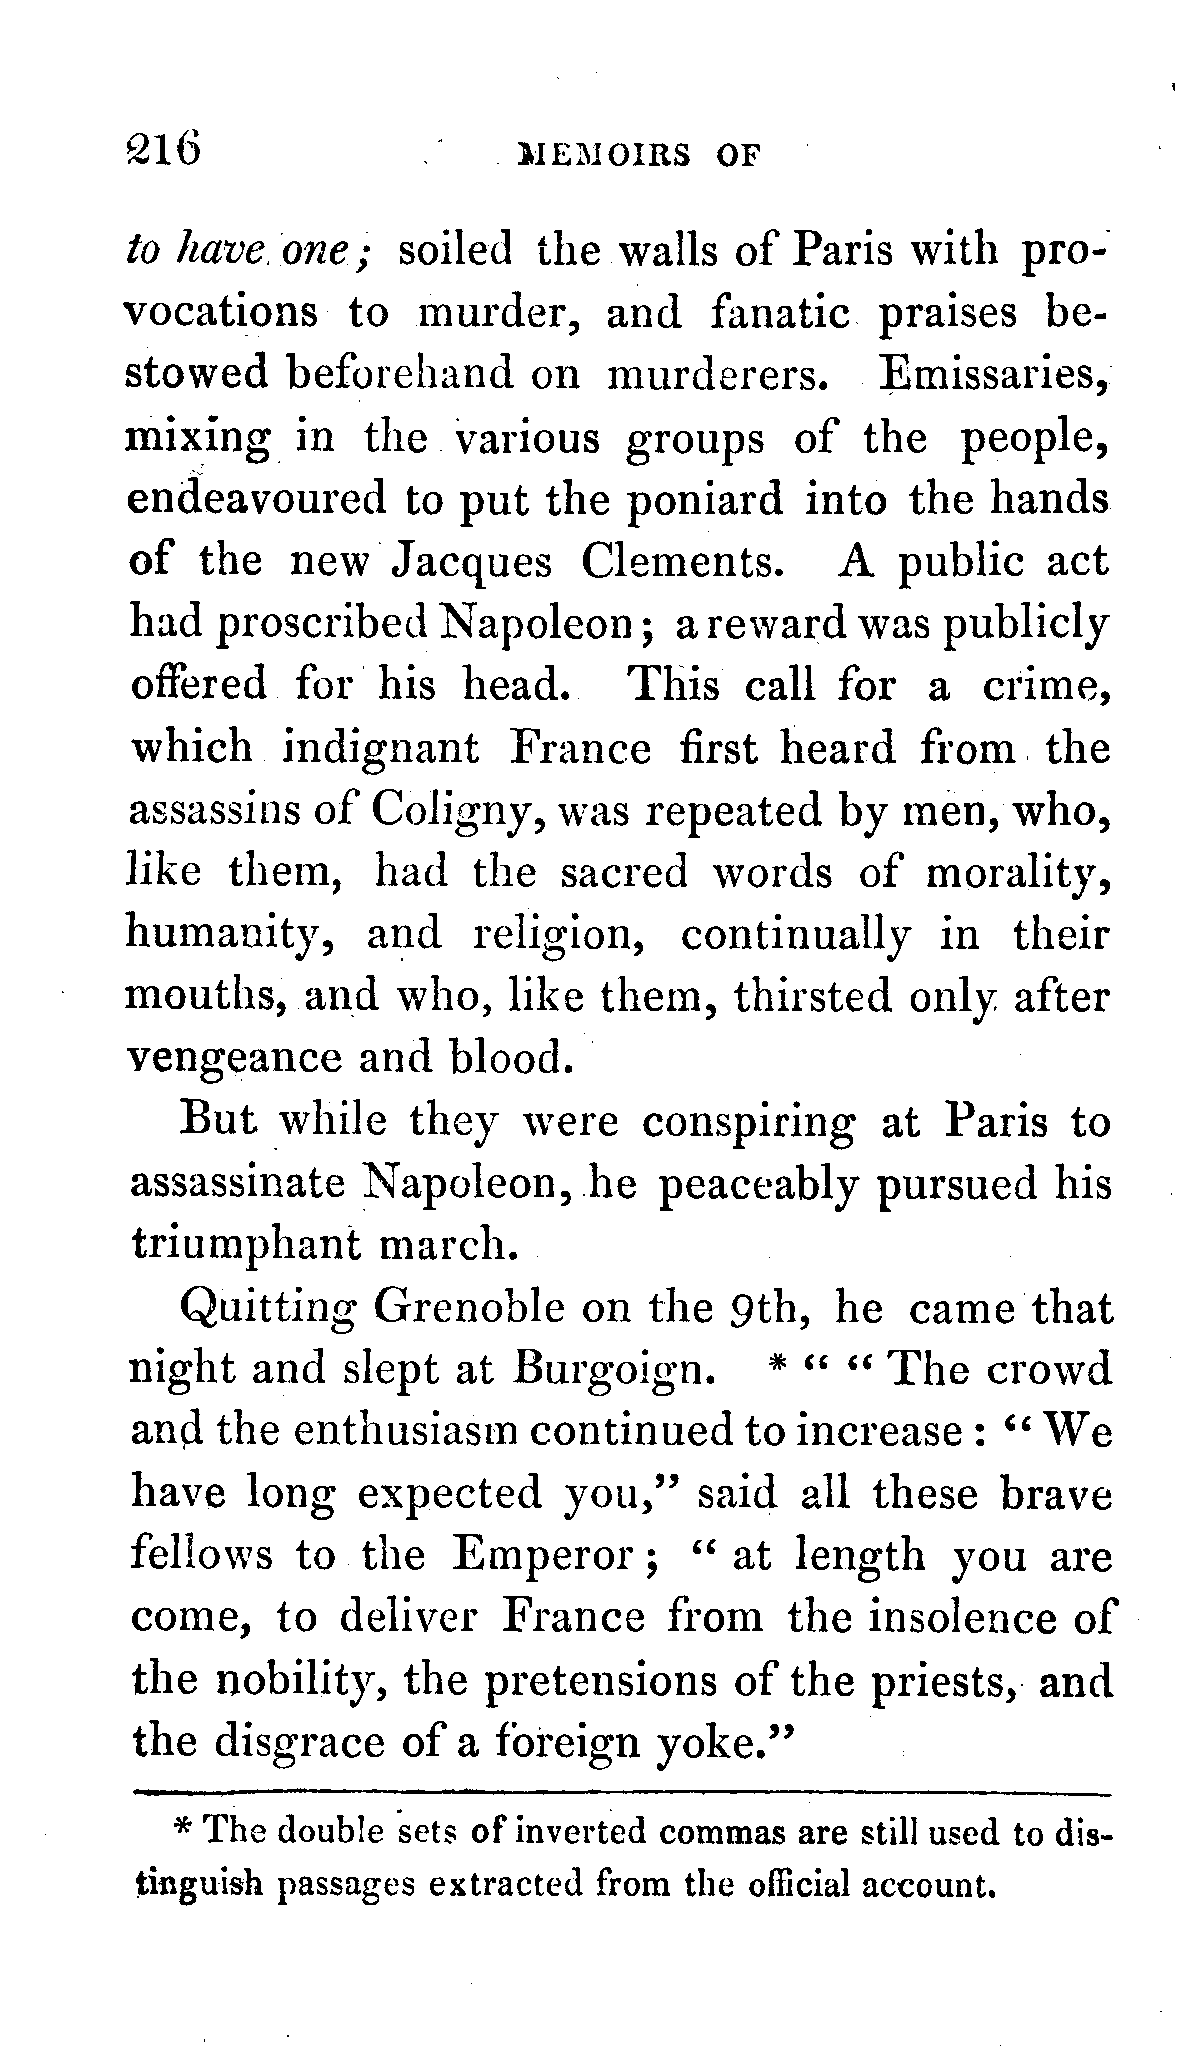 216 MEMOIRS OF
to have one; soiled the walls of Paris with pro-
vocations to murder, and fanatic praises be-
stowed beforehand on murderers. Emissaries,
mixing in the various groups of the people,
endeavoured to put the poniard into the hands
of the new Jacques Clements. A public act
had proscribed Napoleon; a reward was publicly
offered for his head. This call for a crime,
which indignant France first heard from the
assassins of Coligny, was repeated by men, who,
like them, had the sacred words of morality,
humanity, and religion, continually in their
mouths, and who, like them, thirsted only after
vengeance and blood.
But while they were conspiring at Paris to
assassinate Napoleon, he peaceably pursued his
triumphant march.
Quitting Grenoble on the 9th, he came that
night and slept at Burgoign. * “ “ The crowd
and the enthusiasm continued to increase: “ We
have long expected you,” said all these brave
fellows to the Emperor; “ at length you are
come, to deliver France from the insolence of
the nobility, the pretensions of the priests, and
the disgrace of a foreign yoke.”
* The double sets of inverted commas are still used to dis-
tinguish passages extracted from the official account.